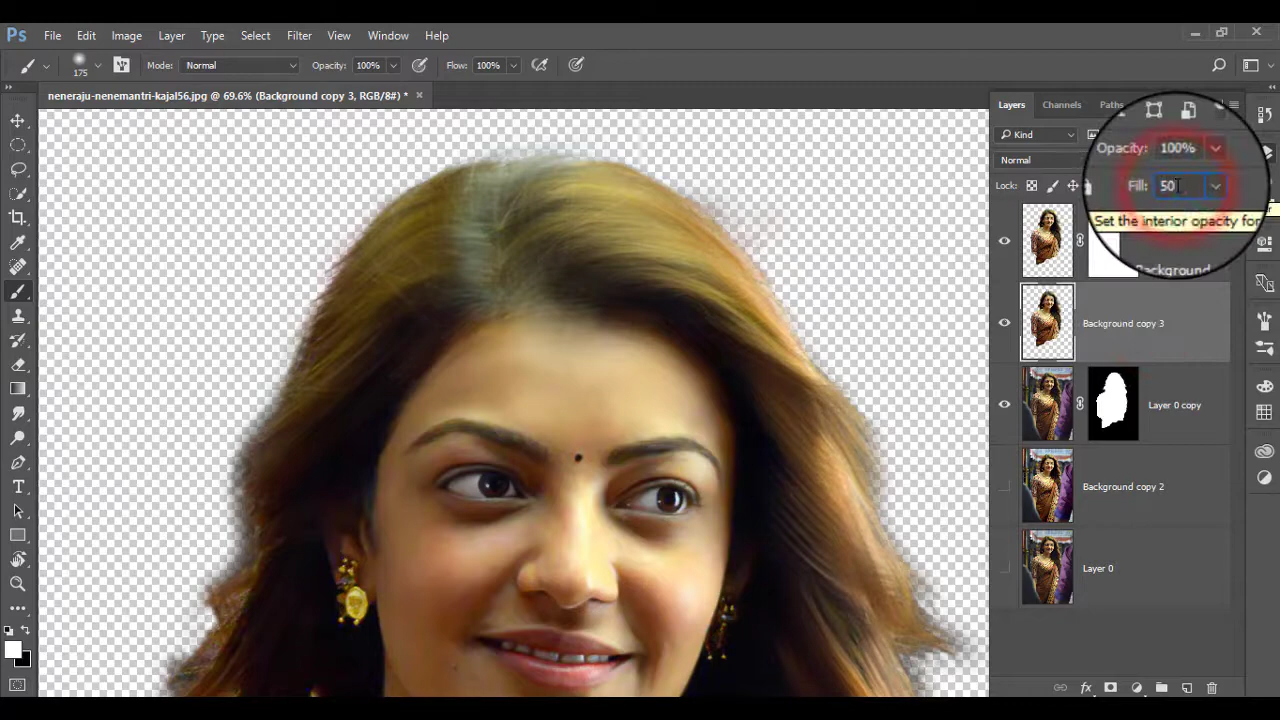 Ps File Edit Image Layer Type Select Filter View Window Help
175 Mode: Normal Opacity: 100% Flow: 100%
neneraju-nenemantri-kajal56.jpg @ 69.6% (Background copy 3, RGB/8#) * ×
Layers Channels Paths
Kind
Opacity: 100%
Normal
Lock: Fill: 50
Set the interior opacity for
Background
Background copy 3
Layer 0 copy
Background copy 2
Layer 0
fx